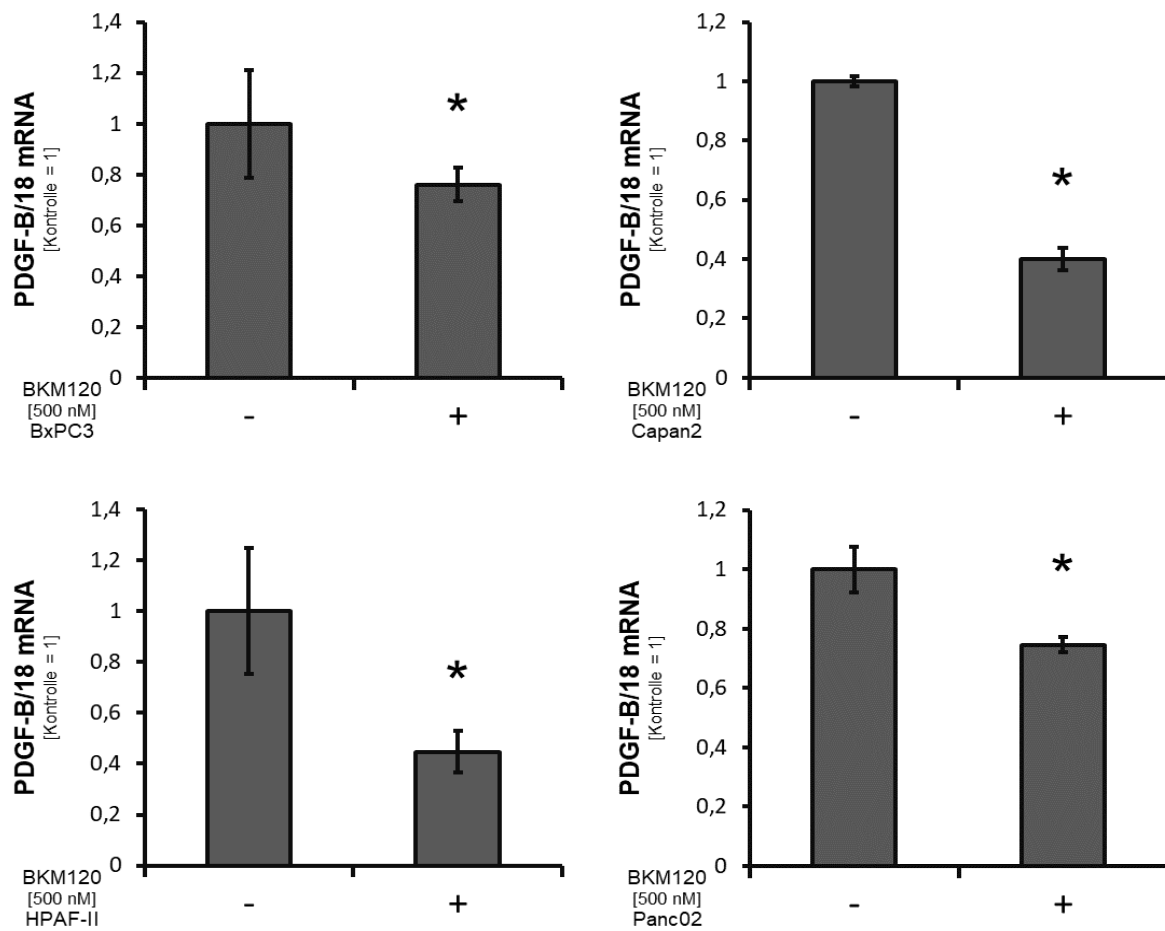 PDGF-B/18 mRNA
[Kontrolle = 1]
1,4
1,2
1
0,8
0,6
0,4
0,2
0
*
BKM120
[500 nM]
BxPC3
- +
PDGF-B/18 mRNA
[Kontrolle = 1]
1,2
1
0,8
0,6
0,4
0,2
0
*
BKM120
[500 nM]
Capan2
- +
PDGF-B/18 mRNA
[Kontrolle = 1]
1,4
1,2
1
0,8
0,6
0,4
0,2
0
*
BKM120
[500 nM]
HPAF-II
- +
PDGF-B/18 mRNA
[Kontrolle = 1]
1,2
1
0,8
0,6
0,4
0,2
0
*
BKM120
[500 nM]
Panc02
- +